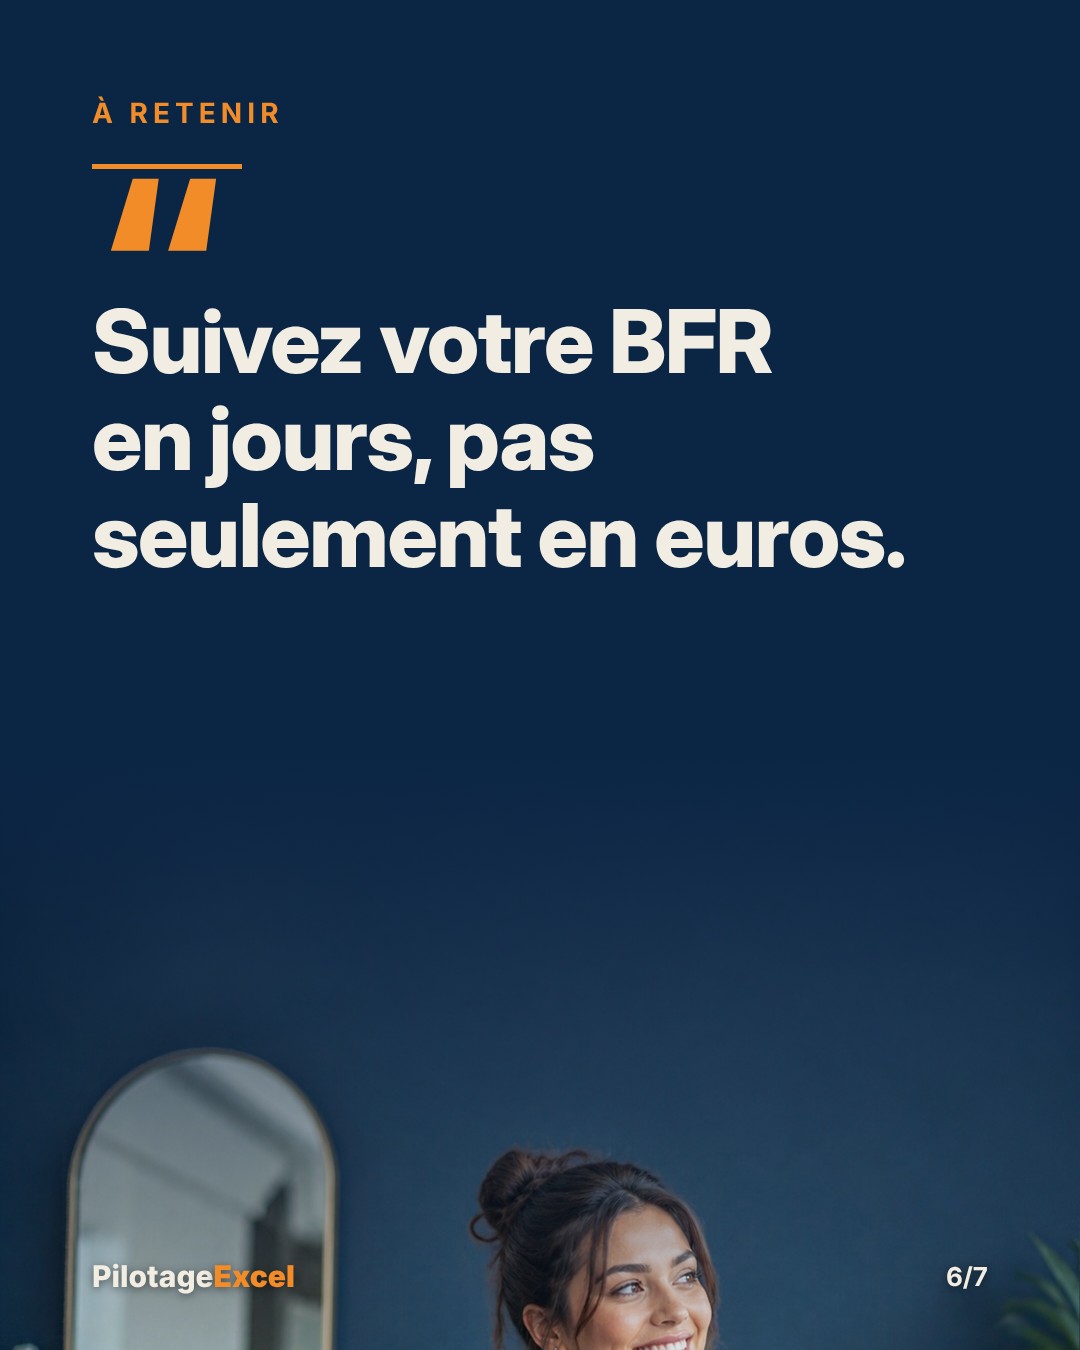 À RETENIR
"
Suivez votre BFR
en jours, pas
seulement en euros.
PilotageExcel
6/7